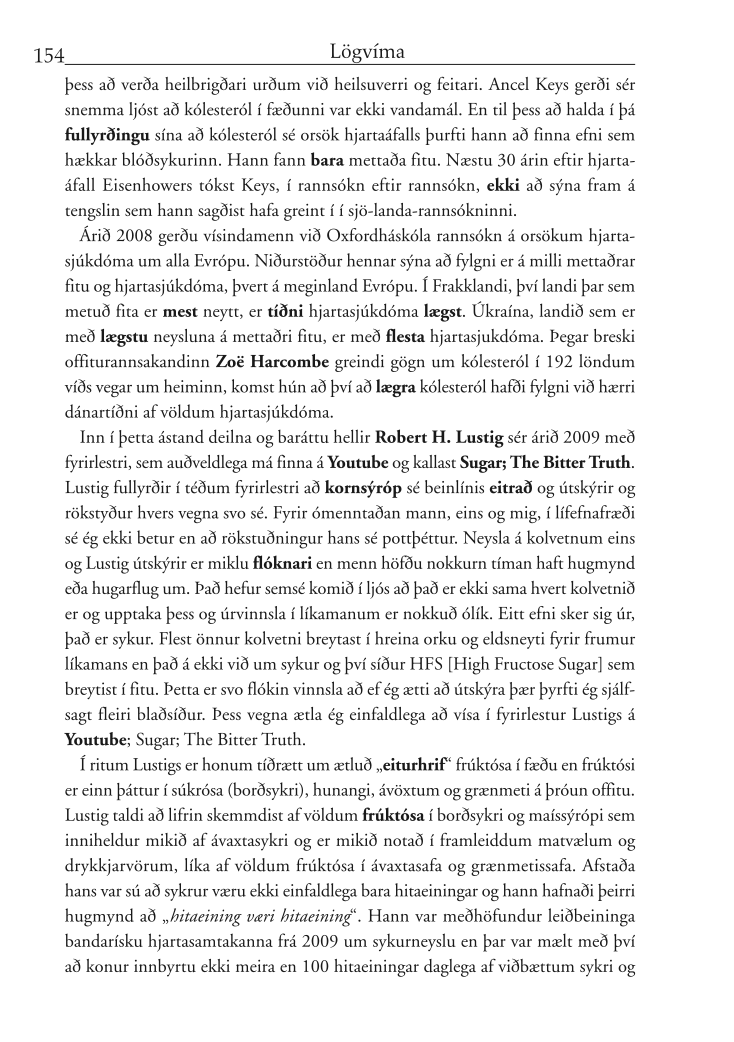 154
Lögvíma
þess að verða heilbrigðari urðum við heilsuverri og feitari. Ancel Keys gerði sér
snemma ljóst að kólesteról í fæðunni var ekki vandamál. En til þess að halda í þá
fullyrðingu sína að kólesteról sé orsök hjartaáfalls þurfti hann að finna efni sem
hækkar blóðsykurinn. Hann fann bara mettaða fitu. Næstu 30 árin eftir hjarta-
áfall Eisenhowers tókst Keys, í rannsókn eftir rannsókn, ekki að sýna fram á
tengslin sem hann sagðist hafa greint í í sjö-landa-rannsókninni.
Árið 2008 gerðu vísindamenn við Oxfordháskóla rannsókn á orsökum hjarta-
sjúkdóma um alla Evrópu. Niðurstöður hennar sýna að fylgni er á milli mettaðrar
fitu og hjartasjúkdóma, þvert á meginland Evrópu. Í Frakklandi, því landi þar sem
metuð fita er mest neytt, er tíðni hjartasjúkdóma lægst. Úkraína, landið sem er
með lægstu neysluna á mettaðri fitu, er með flesta hjartasjukdóma. Þegar breski
offiturannsakandinn Zoë Harcombe greindi gögn um kólesteról í 192 löndum
víðs vegar um heiminn, komst hún að því að lægra kólesteról hafði fylgni við hærri
dánartíðni af völdum hjartasjúkdóma.
Inn í þetta ástand deilna og baráttu hellir Robert H. Lustig sér árið 2009 með
fyrirlestri, sem auðveldlega má finna á Youtube og kallast Sugar; The Bitter Truth.
Lustig fullyrðir í téðum fyrirlestri að kornsýróp sé beinlínis eitrað og útskýrir og
rökstyður hvers vegna svo sé. Fyrir ómenntaðan mann, eins og mig, í lífefnafræði
sé ég ekki betur en að rökstuðningur hans sé pottþéttur. Neysla á kolvetnum eins
og Lustig útskýrir er miklu flóknari en menn höfðu nokkurn tíman haft hugmynd
eða hugarflug um. Það hefur semsé komið í ljós að það er ekki sama hvert kolvetnið
er og upptaka þess og úrvinnsla í líkamanum er nokkuð ólík. Eitt efni sker sig úr,
það er sykur. Flest önnur kolvetni breytast í hreina orku og eldsneyti fyrir frumur
líkamans en það á ekki við um sykur og því síður HFS [High Fructose Sugar] sem
breytist í fitu. Þetta er svo flókin vinnsla að ef ég ætti að útskýra þær þyrfti ég sjálf-
sagt fleiri blaðsíður. Þess vegna ætla ég einfaldlega að vísa í fyrirlestur Lustigs á
Youtube; Sugar; The Bitter Truth.
Í ritum Lustigs er honum tíðrætt um ætluð „eiturhrif“ frúktósa í fæðu en frúktósi
er einn þáttur í súkrósa (borðsykri), hunangi, ávöxtum og grænmeti á þróun offitu.
Lustig taldi að lifrin skemmdist af völdum frúktósa í borðsykri og maíssýrópi sem
inniheldur mikið af ávaxtasykri og er mikið notað í framleiddum matvælum og
drykkjarvörum, líka af völdum frúktósa í ávaxtasafa og grænmetissafa. Afstaða
hans var sú að sykrur væru ekki einfaldlega bara hitaeiningar og hann hafnaði þeirri
hugmynd að „hitaeining væri hitaeining“. Hann var meðhöfundur leiðbeininga
bandarísku hjartasamtakanna frá 2009 um sykurneyslu en þar var mælt með því
að konur innbyrtu ekki meira en 100 hitaeiningar daglega af viðbættum sykri og